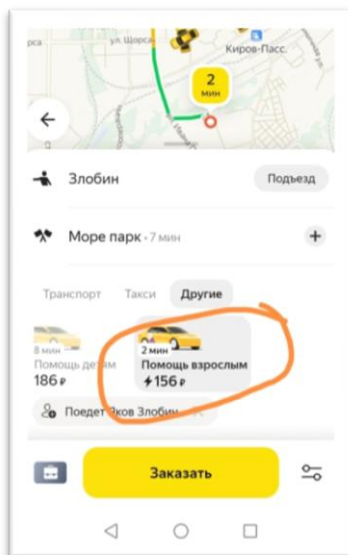 ул. Щорса
Киров-Пасс.
2
мин
Злобин
Подъезд
Море парк • 7 мин
Транспорт Такси Другие
8 мин
2 мин
Помощь детям
Помощь взрослым
186 ₽
156 ₽
Поедет Яков Злобин
Заказать